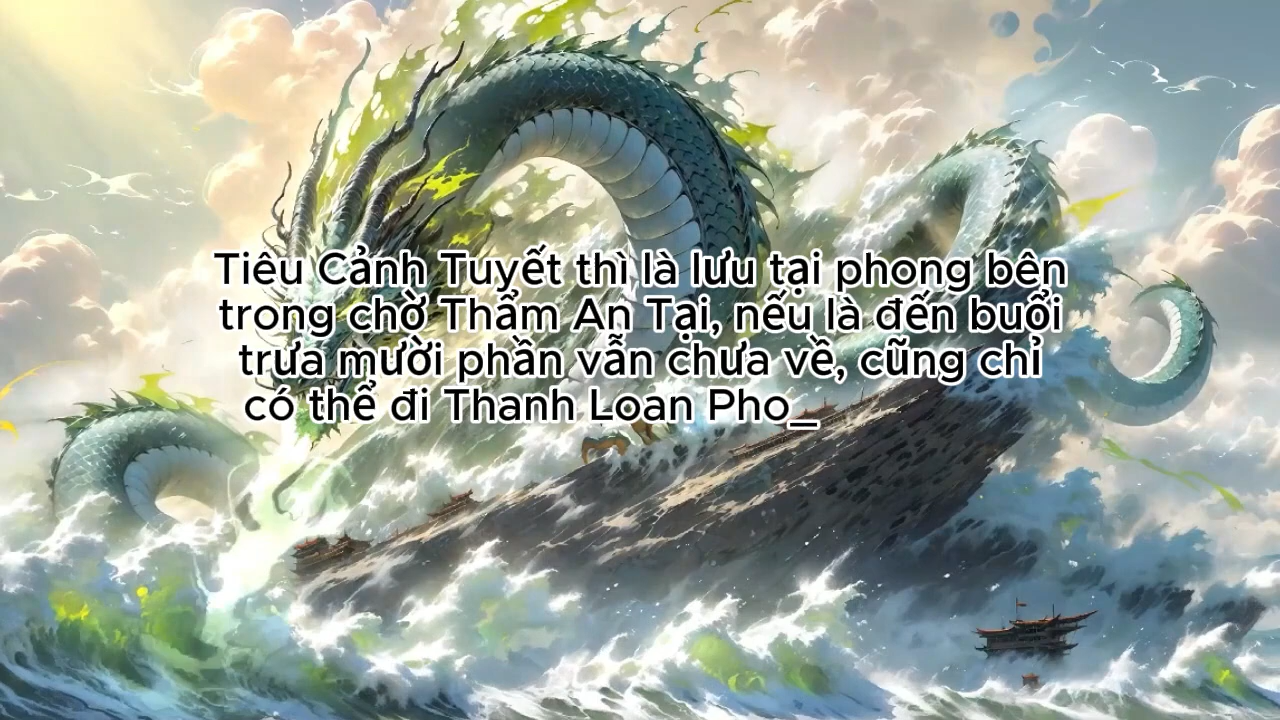 Tiêu Cảnh Tuyết thì là lưu tại phong bên
trong chờ Thẩm An Tại, nếu là đến buổi
trưa mười phần vẫn chưa về, cũng chỉ
có thể đi Thanh Loan Pho_